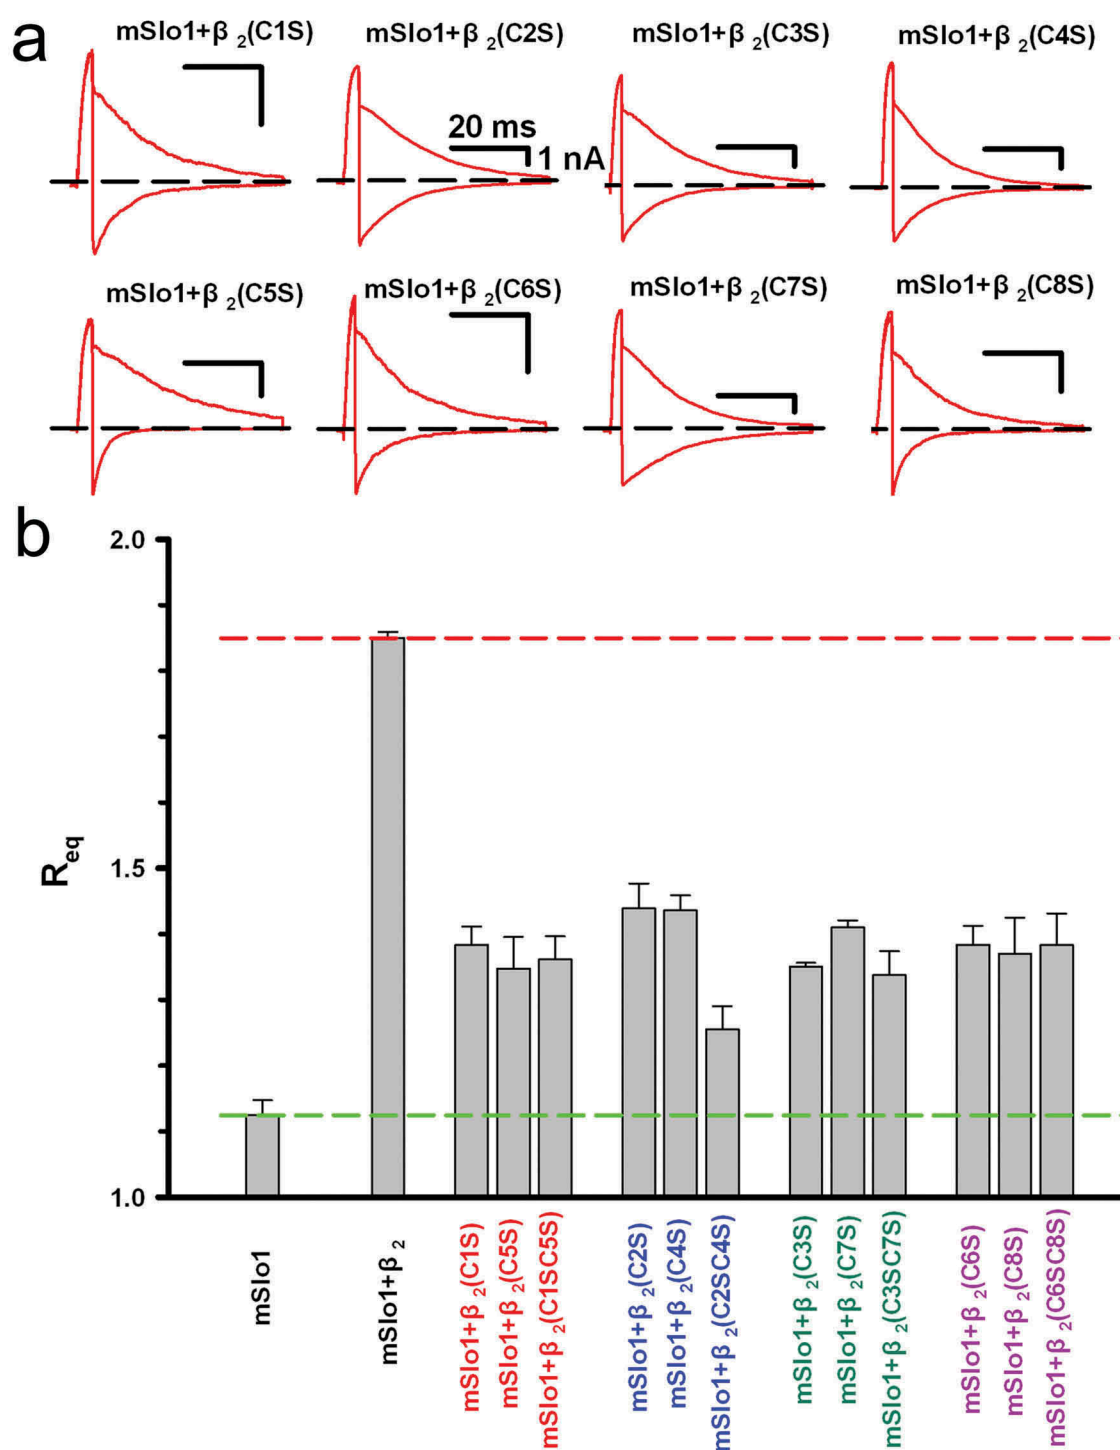 a
mSlo1+β 2(C1S)
mSlo1+β 2(C2S)
mSlo1+β 2(C3S)
mSlo1+β 2(C4S)
20 ms
1 nA
mSlo1+β 2(C5S)
mSlo1+β 2(C6S)
mSlo1+β 2(C7S)
mSlo1+β 2(C8S)
b
2.0
1.5
1.0
Req
mSlo1
mSlo1+β 2
mSlo1+β 2(C1S)
mSlo1+β 2(C5S)
mSlo1+β 2(C1SC5S)
mSlo1+β 2(C2S)
mSlo1+β 2(C4S)
mSlo1+β 2(C2SC4S)
mSlo1+β 2(C3S)
mSlo1+β 2(C7S)
mSlo1+β 2(C3SC7S)
mSlo1+β 2(C6S)
mSlo1+β 2(C8S)
mSlo1+β 2(C6SC8S)